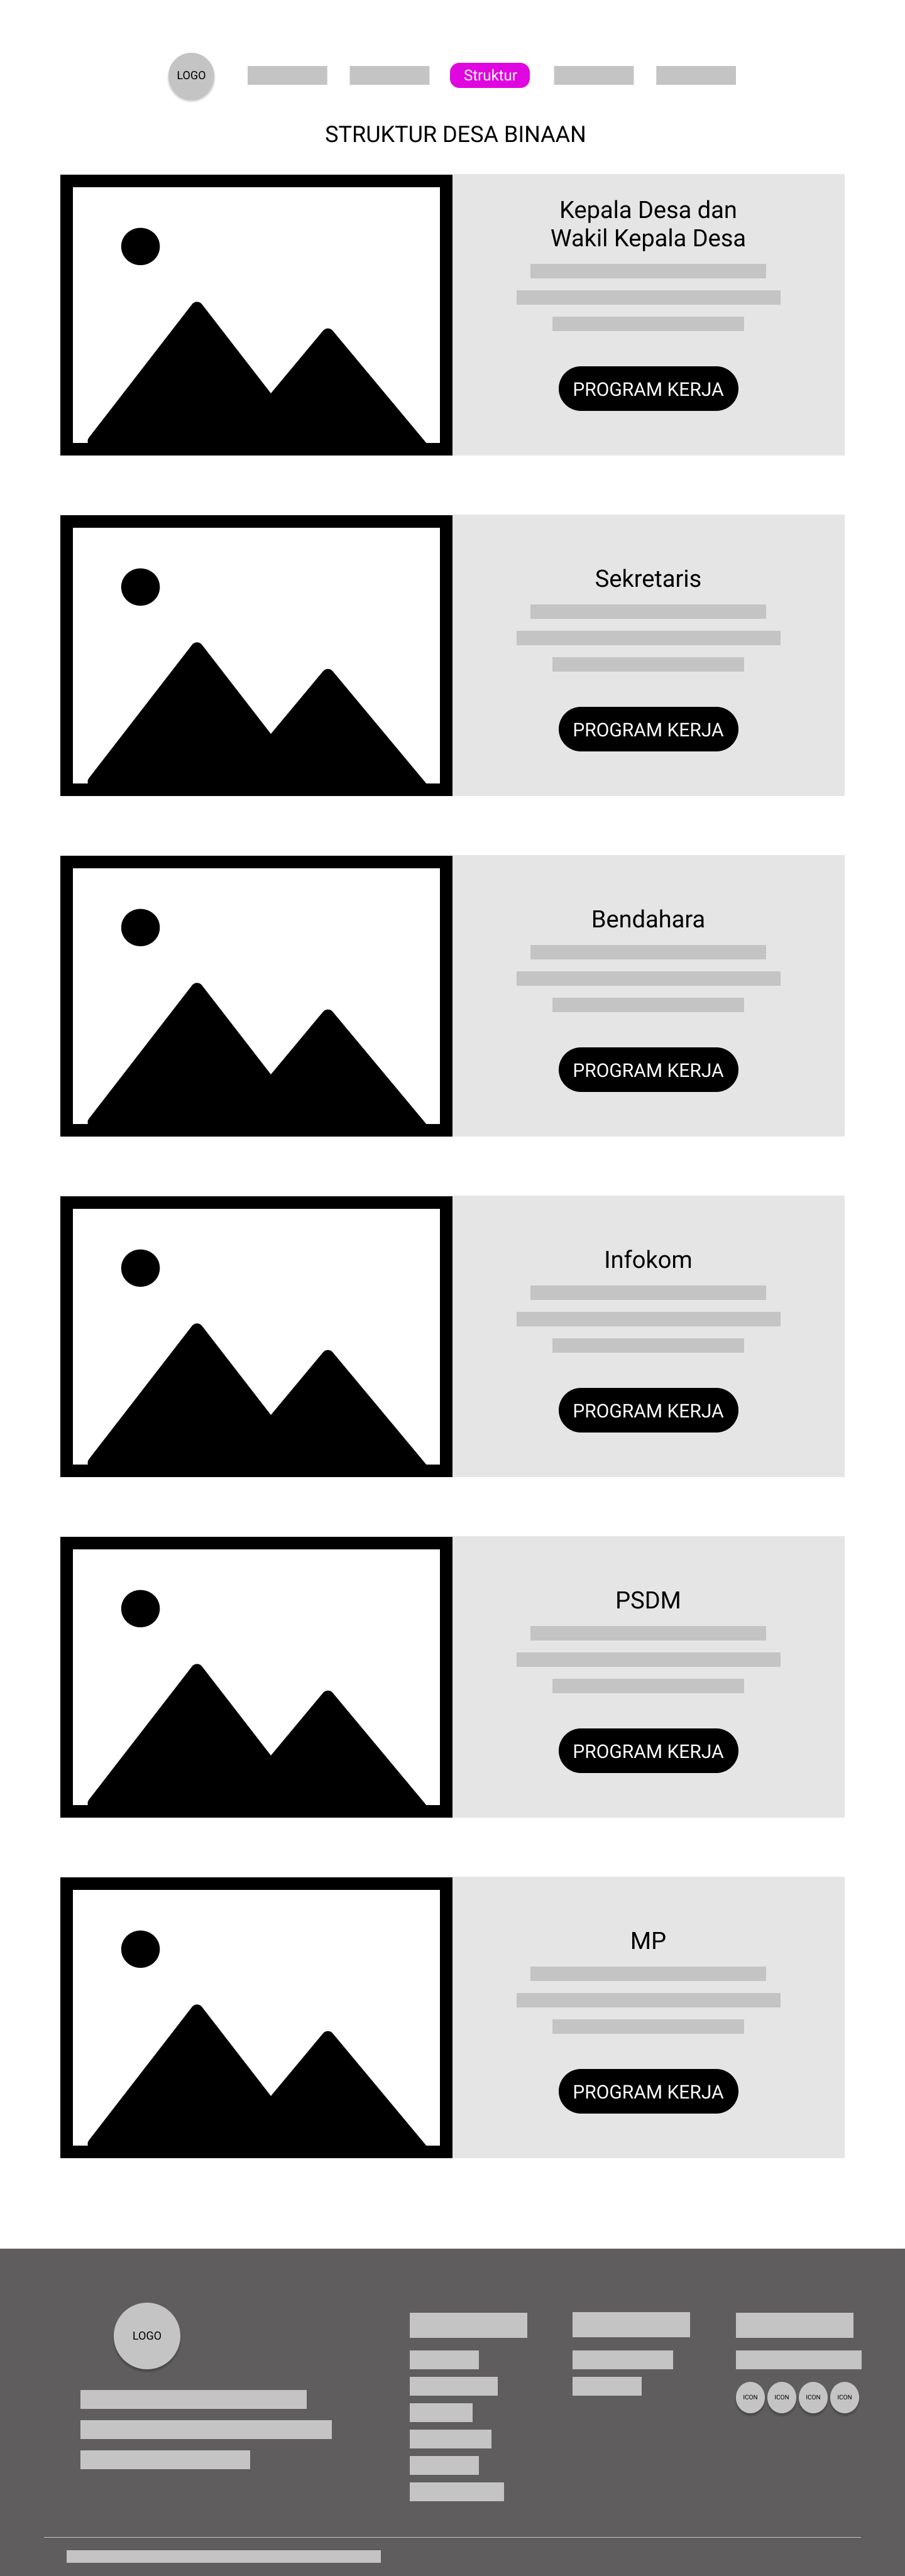 LOGO
Struktur
STRUKTUR DESA BINAAN
Kepala Desa dan
Wakil Kepala Desa
PROGRAM KERJA
Sekretaris
PROGRAM KERJA
Bendahara
PROGRAM KERJA
Infokom
PROGRAM KERJA
PSDM
PROGRAM KERJA
MP
PROGRAM KERJA
LOGO
ICON ICON ICON ICON